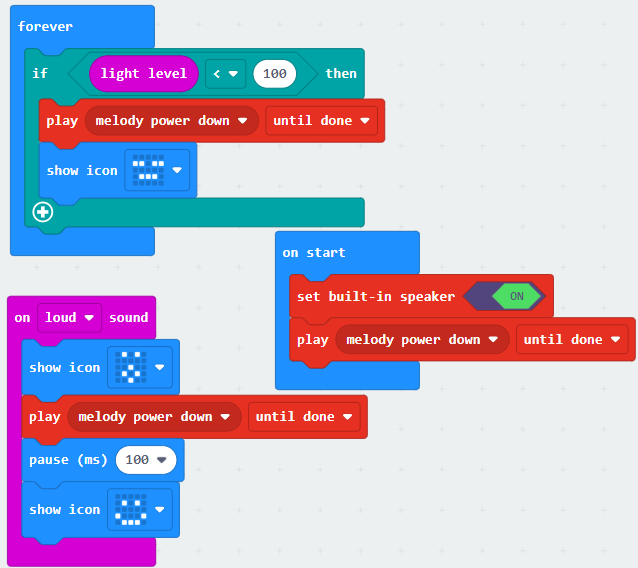 forever
if light level < 100 then
play melody power down until done
show icon
on start
set built-in speaker ON
play melody power down until done
on loud sound
show icon
play melody power down until done
pause (ms) 100
show icon